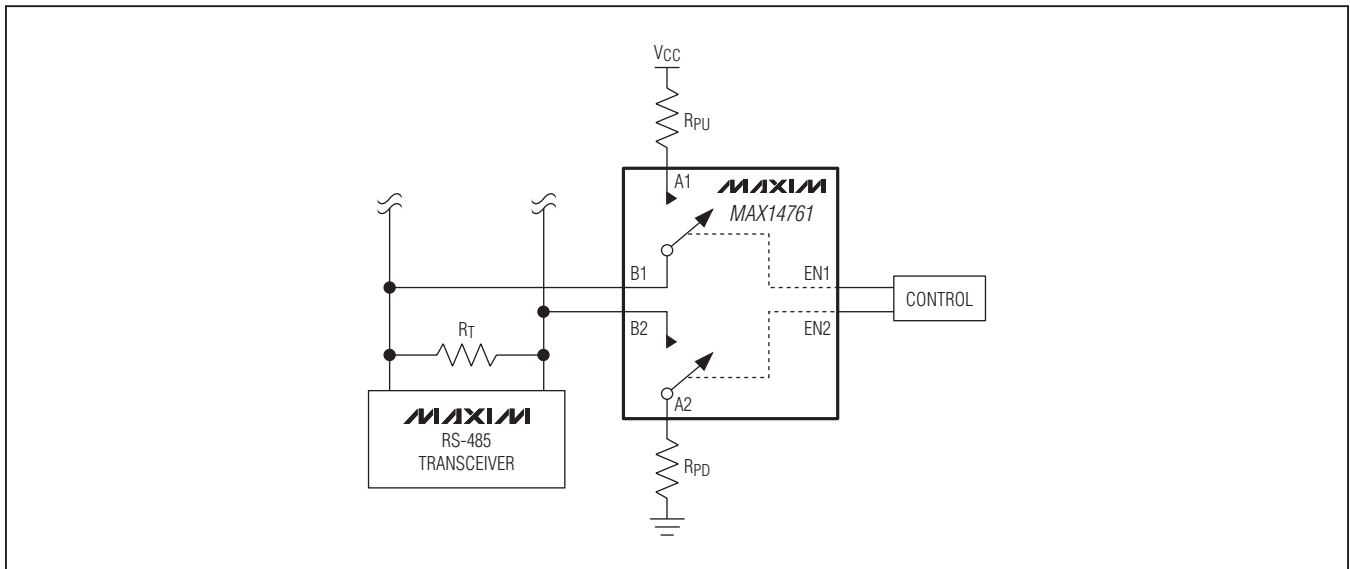 VCC
RPU
A1
MAXIM
MAX14761
B1
EN1
CONTROL
B2
EN2
RT
A2
MAXIM
RS-485
TRANSCEIVER
RPD